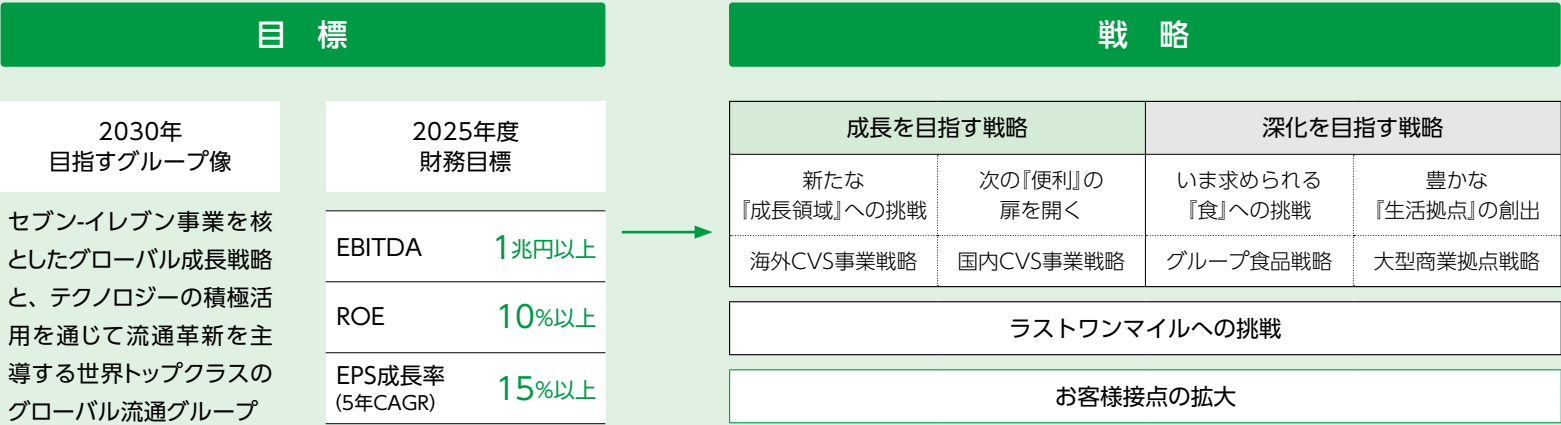 目 標
2030年
目指すグループ像
セブン‐イレブン事業を核
としたグローバル成長戦略
と、テクノロジーの積極活
用を通じて流通革新を主
導する世界トップクラスの
グローバル流通グループ
2025年度
財務目標
EBITDA 1兆円以上
ROE 10%以上
EPS成長率
(5年CAGR) 15%以上
戦 略
成長を目指す戦略 深化を目指す戦略
新たな
『成長領域』への挑戦
次の『便利』の
扉を開く
いま求められる
『食』への挑戦
豊かな
『生活拠点』の創出
海外CVS事業戦略 国内CVS事業戦略 グループ食品戦略 大型商業拠点戦略
ラストワンマイルへの挑戦
お客様接点の拡大